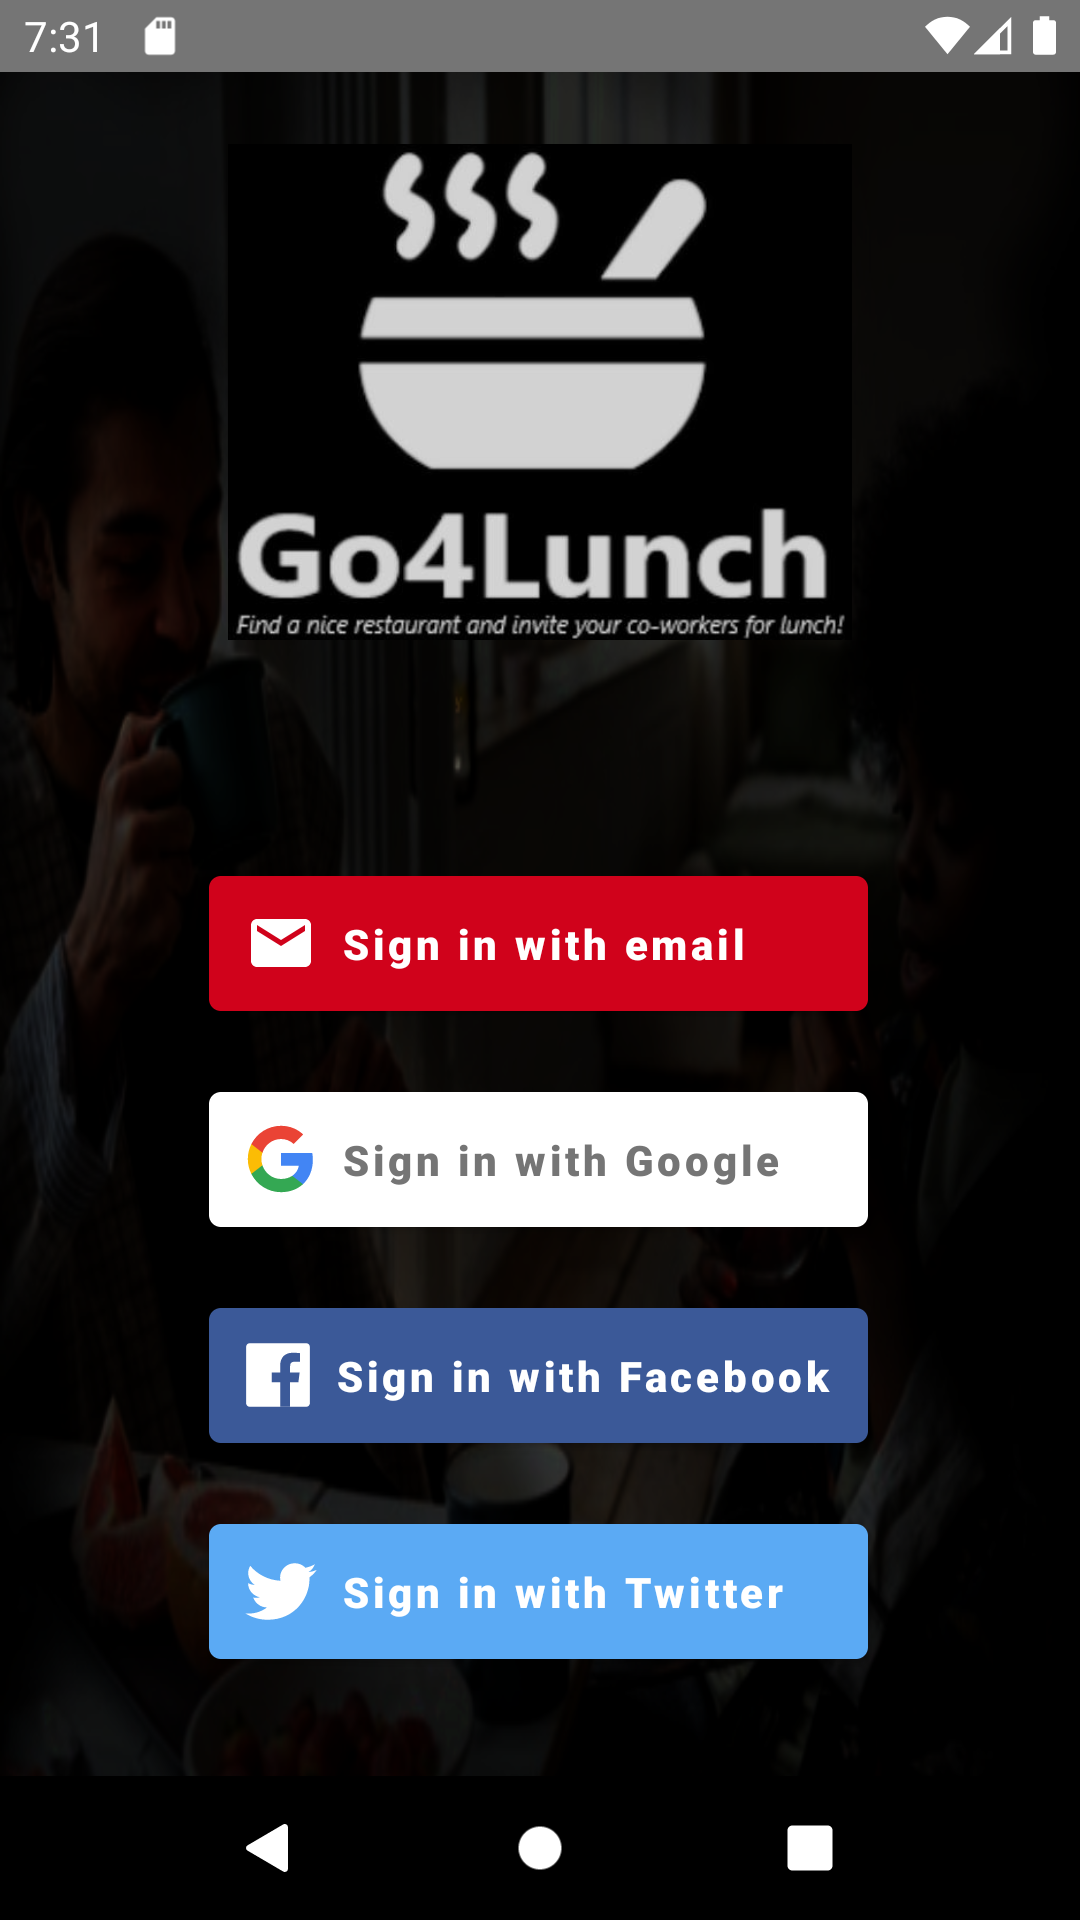 7:31
Go4Lunch
Find a nice restaurant and invite your co-workers for lunch!
Sign in with email
Sign in with Google
Sign in with Facebook
Sign in with Twitter